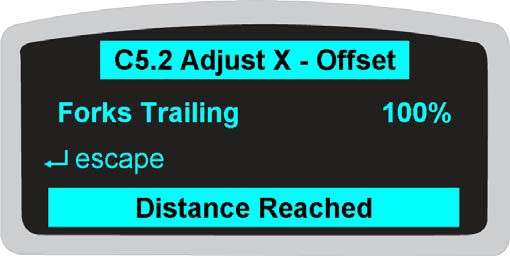 C5.2 Adjust X - Offset
Forks Trailing 100%
↵ escape
Distance Reached